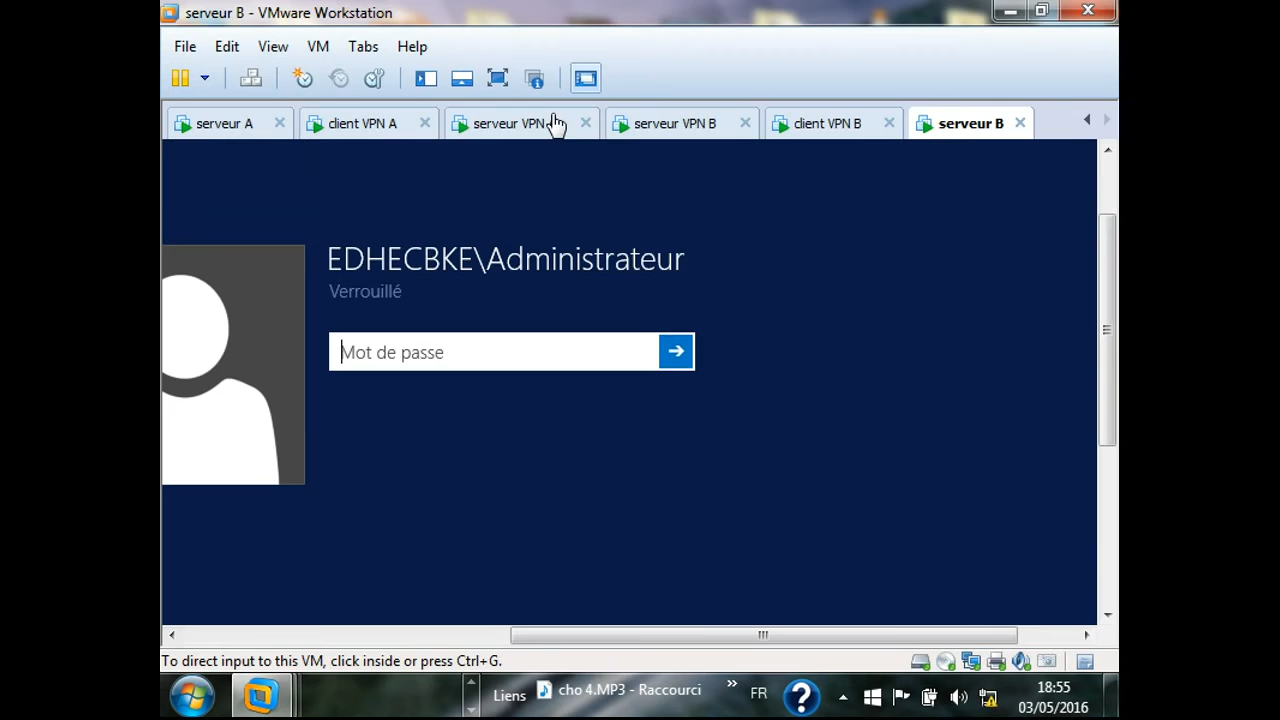 serveur B - VMware Workstation
File Edit View VM Tabs Help
serveur A client VPN A serveur VPN serveur VPN B client VPN B serveur B
EDHECBKE\Administrateur
Verrouillé
Mot de passe
To direct input to this VM, click inside or press Ctrl+G.
Liens cho 4.MP3 - Raccourci » FR 18:55
03/05/2016